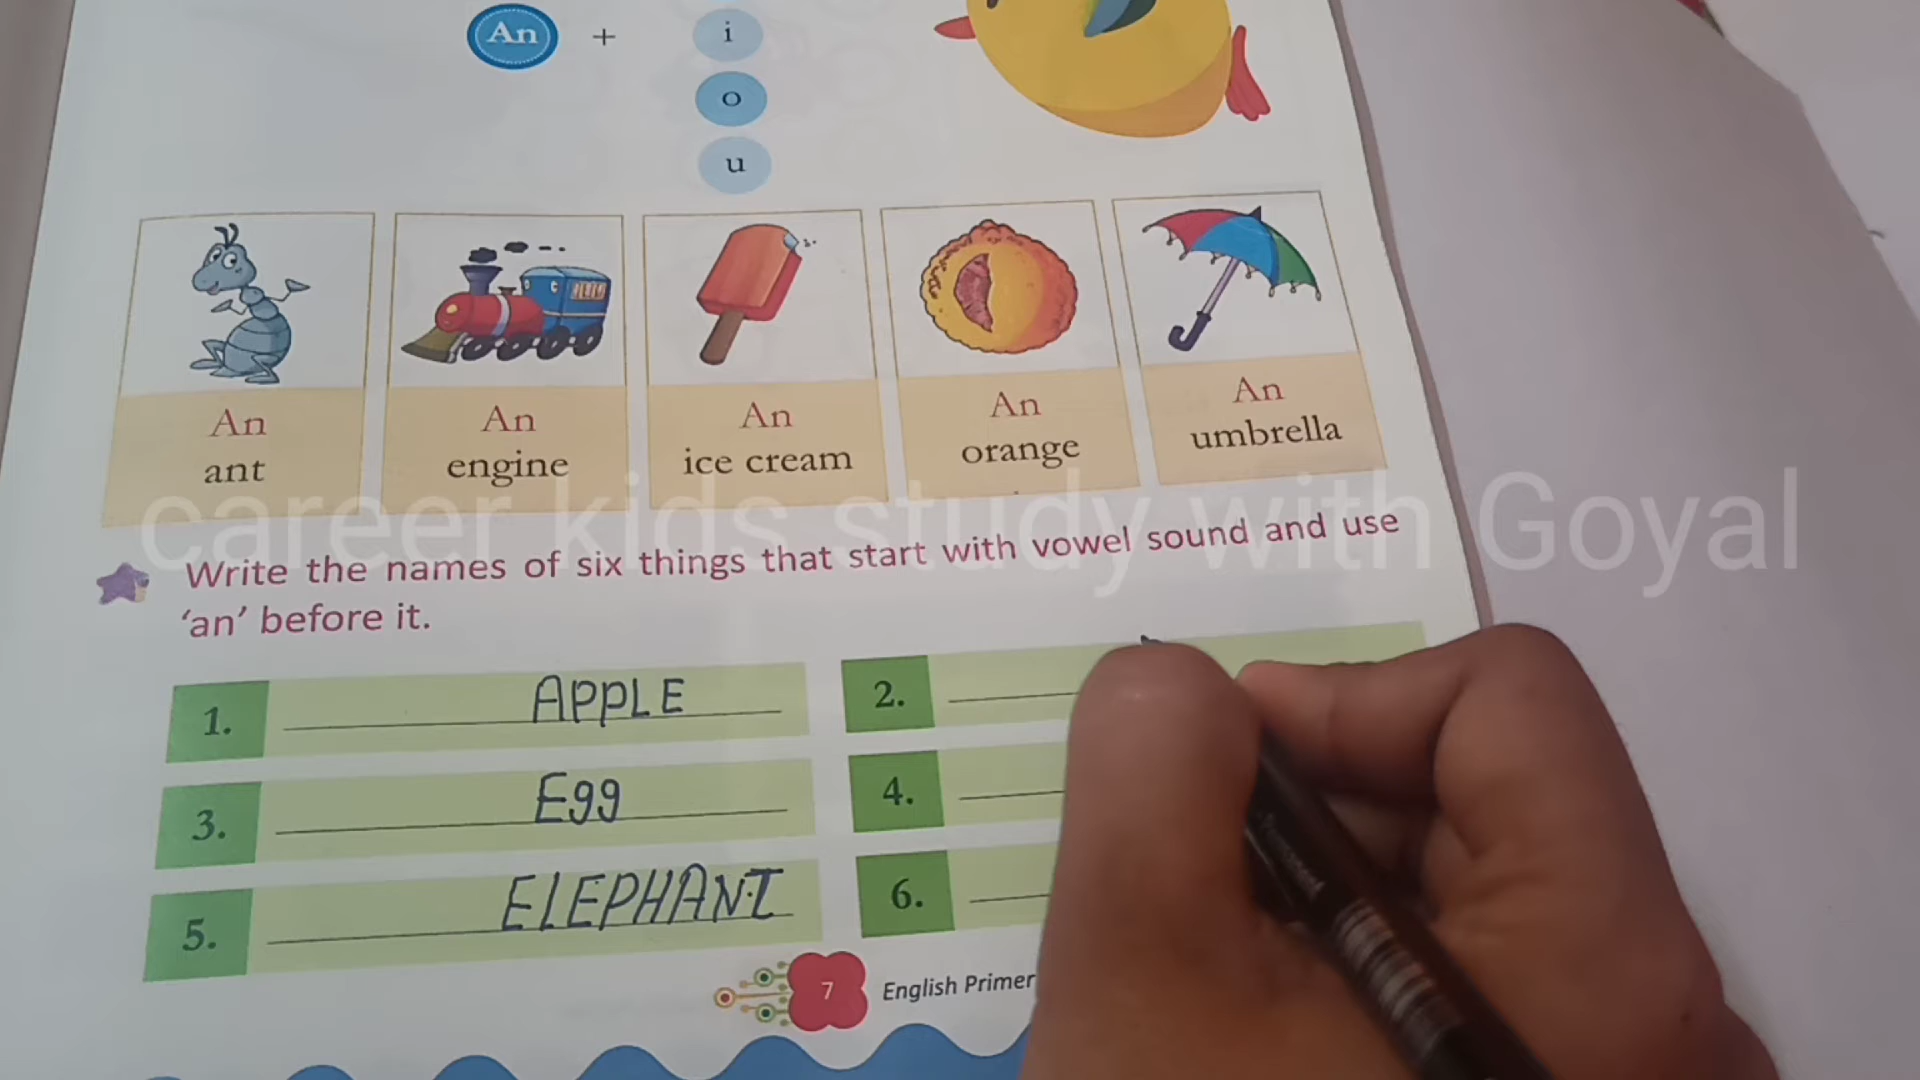 An + i
o
u
An An An An An
ant engine ice cream orange umbrella
career kids study with Goyal
Write the names of six things that start with vowel sound and use
‘an’ before it.
1. APPLE 2.
3. Egg 4.
5. ELEPHANT 6.
7 English Primer